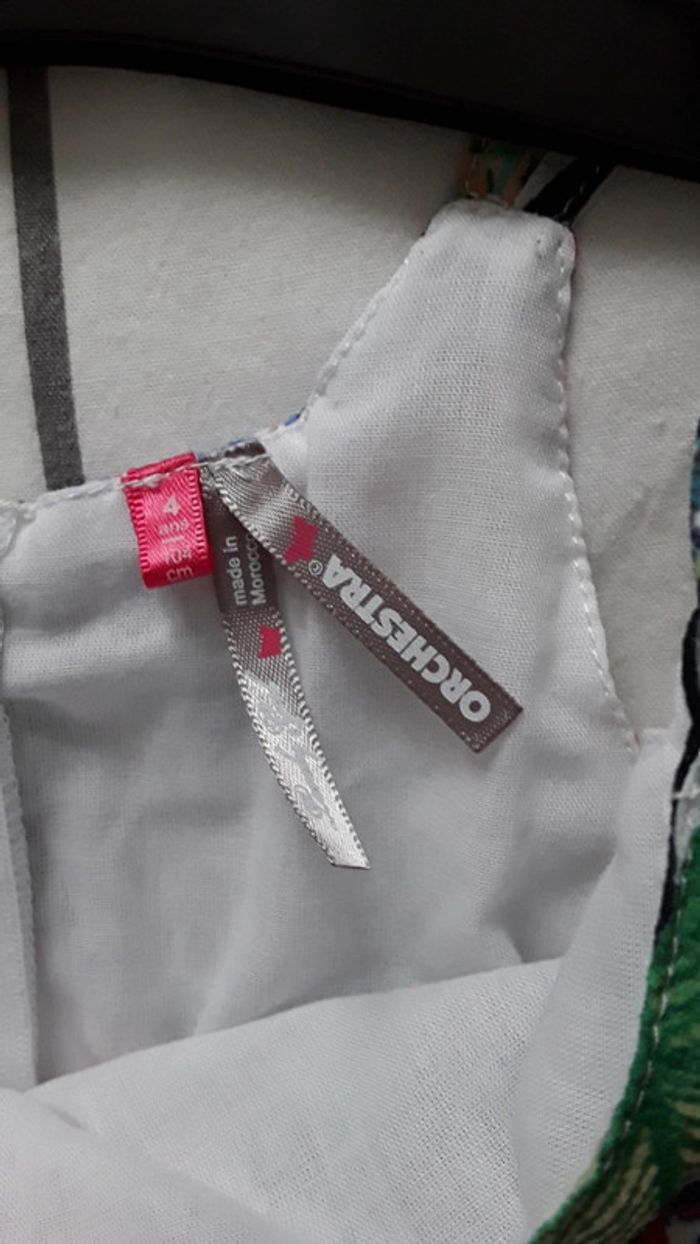 4
ans
104
cm
made in
Morocco
ORCHESTRA®